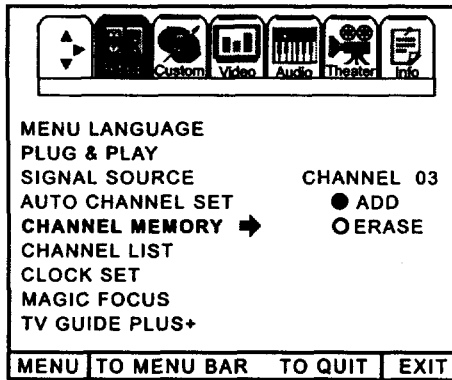 Custom Video Audio Theater Info
MENU LANGUAGE
PLUG & PLAY
SIGNAL SOURCE CHANNEL 03
AUTO CHANNEL SET ADD
CHANNEL MEMORY ERASE
CHANNEL LIST
CLOCK SET
MAGIC FOCUS
TV GUIDE PLUS+
MENU TO MENU BAR TO QUIT EXIT